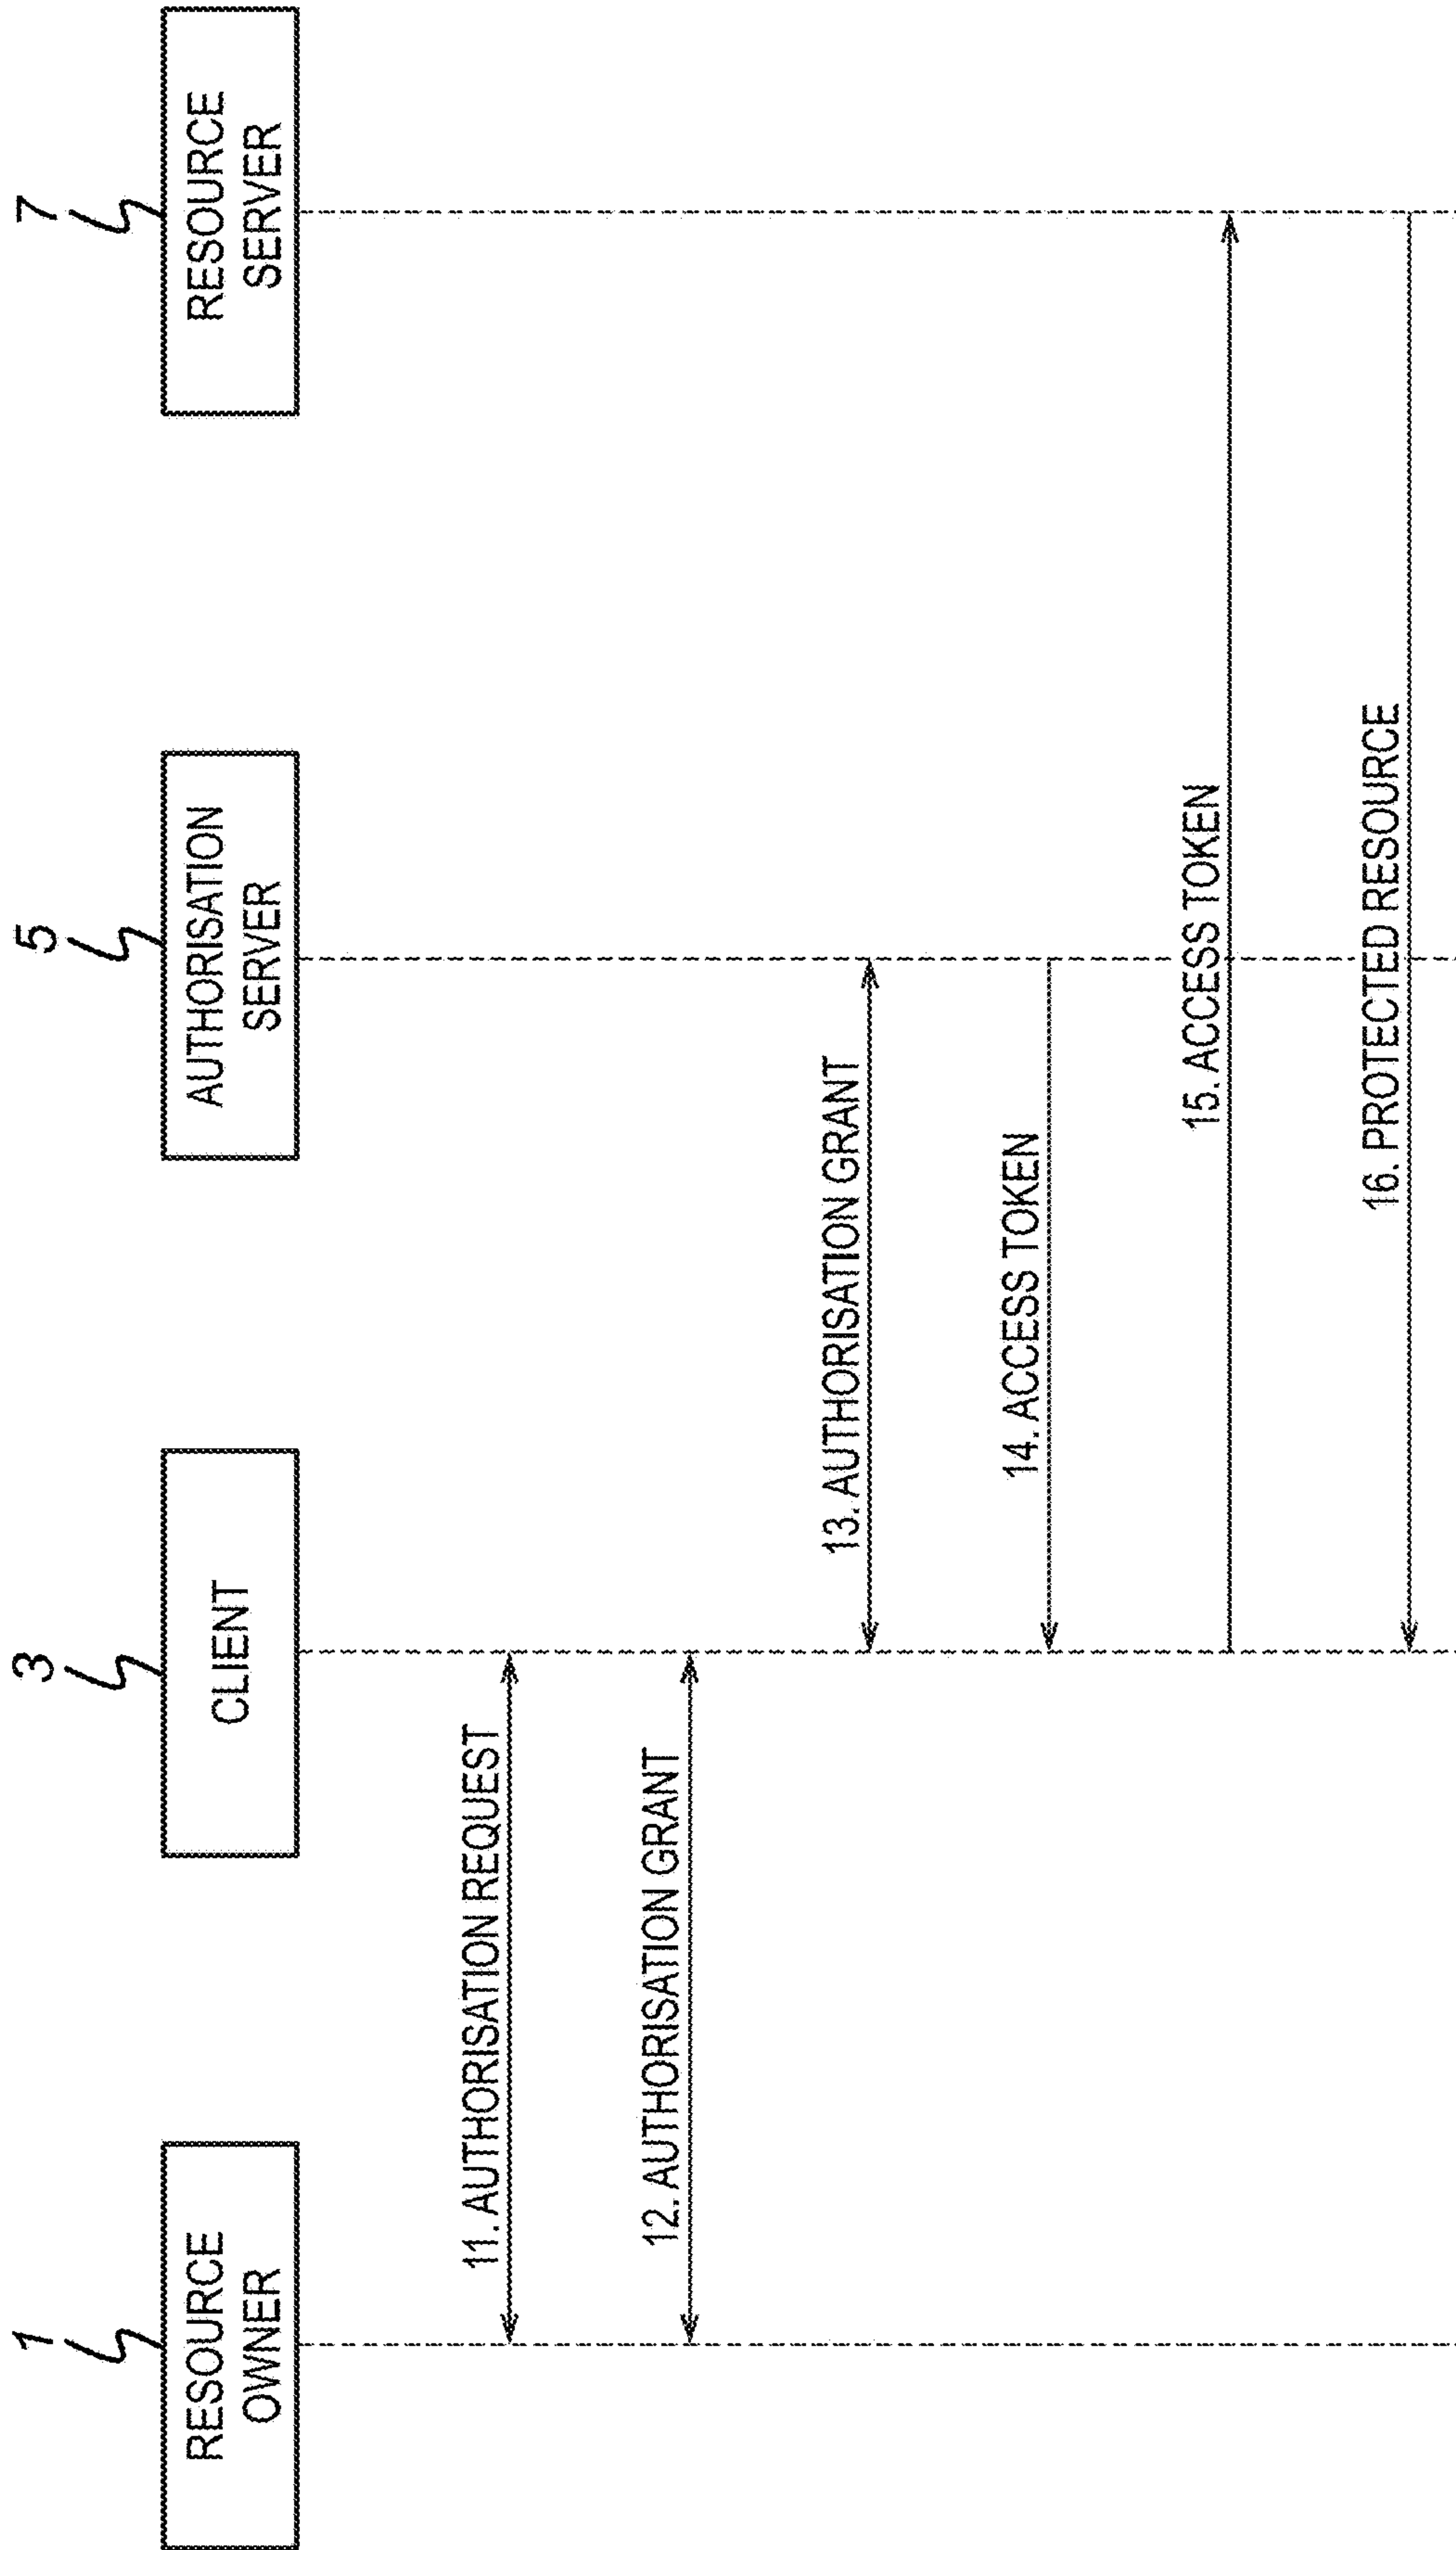 1
3
5
7
RESOURCE
OWNER
CLIENT
AUTHORISATION
SERVER
RESOURCE
SERVER
11. AUTHORISATION REQUEST
12. AUTHORISATION GRANT
13. AUTHORISATION GRANT
14. ACCESS TOKEN
15. ACCESS TOKEN
16. PROTECTED RESOURCE